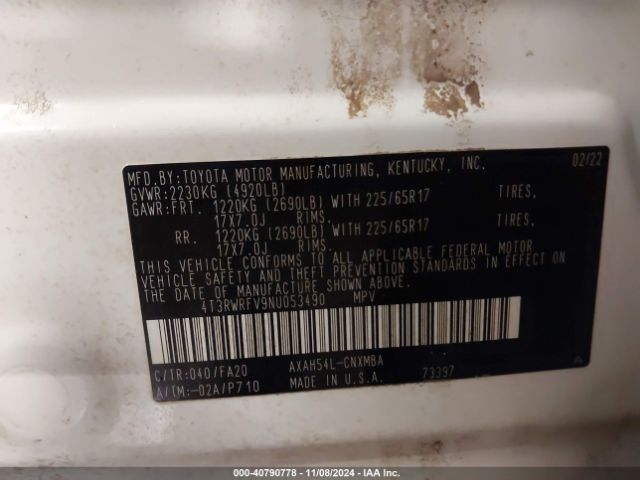 MFD.BY:TOYOTA MOTOR MANUFACTURING, KENTUCKY, INC. 02/22
GVWR:2230KG (4920LB)
GAWR:FRT. 1220KG (2690LB) WITH 225/65R17 TIRES,
17X7.0J RIMS.
RR. 1220KG (2690LB) WITH 225/65R17 TIRES,
17X7.0J RIMS.
THIS VEHICLE CONFORMS TO ALL APPLICABLE FEDERAL MOTOR
VEHICLE SAFETY AND THEFT PREVENTION STANDARDS IN EFFECT ON
THE DATE OF MANUFACTURE SHOWN ABOVE.
4T3RWRFV9NU053490 MPV
C/TR:040/FA20 AXAH54L-CNXMBA A
A/TM:-02A/P710 MADE IN U.S.A. 73397
000-40790778 - 11/08/2024 - IAA Inc.